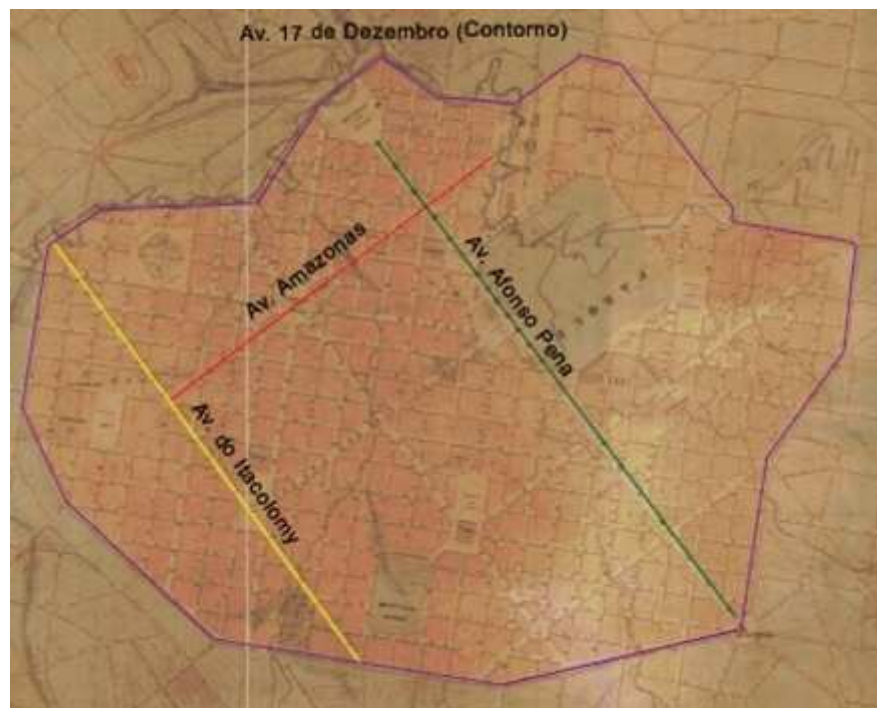 Av. 17 de Dezembro (Contorno)
Av. Amazonas
Av. Afonso Pena
Av. do Itacolomy